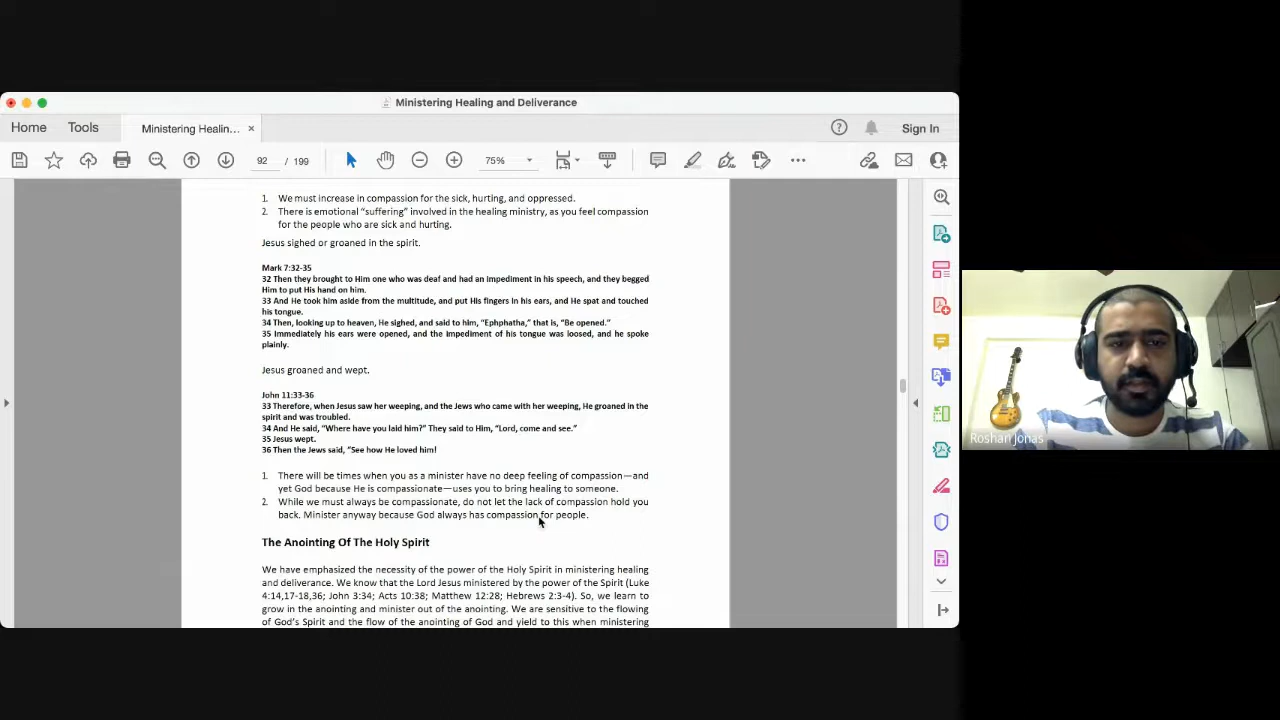 Ministering Healing and Deliverance
Home
Tools
Ministering Healin...
Sign In
92 / 199
75%
1. We must increase in compassion for the sick, hurting, and oppressed.
2. There is emotional “suffering” involved in the healing ministry, as you feel compassion
for the people who are sick and hurting.
Jesus sighed or groaned in the spirit.
Mark 7:32-35
32 Then they brought to Him one who was deaf and had an impediment in his speech, and they begged
Him to put His hand on him.
33 And He took him aside from the multitude, and put His fingers in his ears, and He spat and touched
his tongue.
34 Then, looking up to heaven, He sighed, and said to him, “Ephphatha,” that is, “Be opened.”
35 Immediately his ears were opened, and the impediment of his tongue was loosed, and he spoke
plainly.
Jesus groaned and wept.
John 11:33-36
33 Therefore, when Jesus saw her weeping, and the Jews who came with her weeping, He groaned in the
spirit and was troubled.
34 And He said, “Where have you laid him?” They said to Him, “Lord, come and see.”
35 Jesus wept.
36 Then the Jews said, “See how He loved him!
1. There will be times when you as a minister have no deep feeling of compassion—and
yet God because He is compassionate—uses you to bring healing to someone.
2. While we must always be compassionate, do not let the lack of compassion hold you
back. Minister anyway because God always has compassion for people.
The Anointing Of The Holy Spirit
We have emphasized the necessity of the power of the Holy Spirit in ministering healing
and deliverance. We know that the Lord Jesus ministered by the power of the Spirit (Luke
4:14,17-18,36; John 3:34; Acts 10:38; Matthew 12:28; Hebrews 2:3-4). So, we learn to
grow in the anointing and minister out of the anointing. We are sensitive to the flowing
of God’s Spirit and the flow of the anointing of God and yield to this when ministering
Roshan Jonas